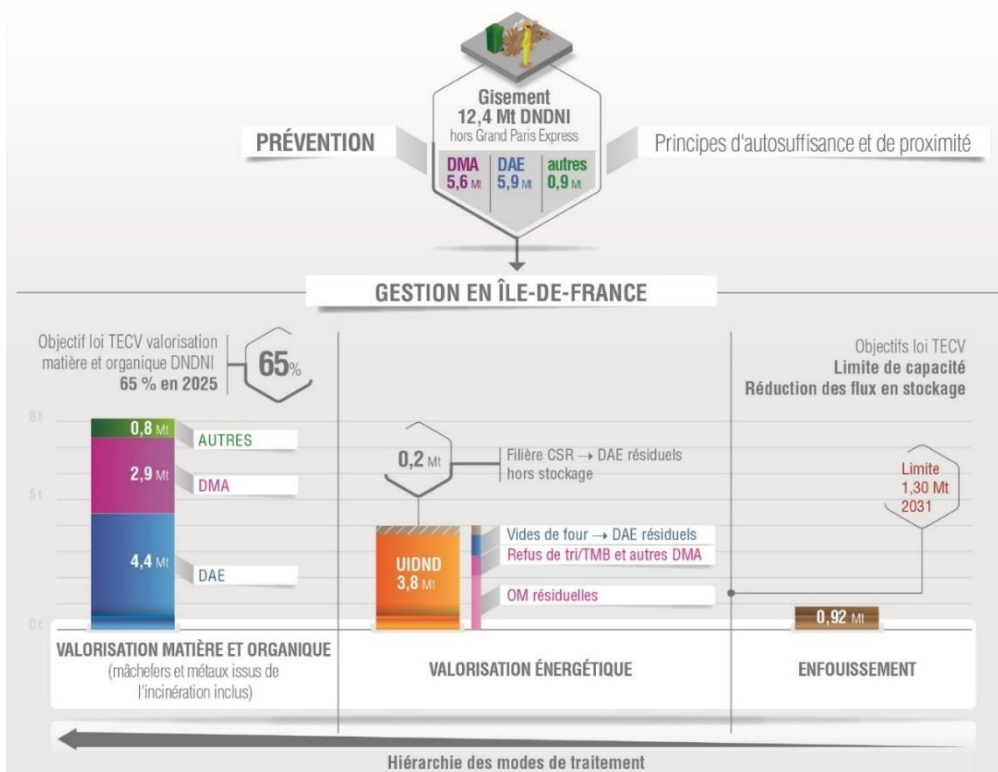 Gisement
12,4 Mt DNDNI
hors Grand Paris Express
PRÉVENTION
Principes d'autosuffisance et de proximité
DMA
5,6 Mt
DAE
5,9 Mt
autres
0,9 Mt
GESTION EN ÎLE-DE-FRANCE
Objectif loi TECV valorisation
matière et organique DNDNI
65 % en 2025
65%
Objectifs loi TECV
Limite de capacité
Réduction des flux en stockage
8 t
5 t
0 t
0,8 Mt
AUTRES
2,9 Mt
DMA
4,4 Mt
DAE
0,2 Mt
Filière CSR → DAE résiduels
hors stockage
UIDND
3,8 Mt
Vides de four → DAE résiduels
Refus de tri/TMB et autres DMA
OM résiduelles
Limite
1,30 Mt
2031
0,92 Mt
VALORISATION MATIÈRE ET ORGANIQUE
(mâchefers et métaux issus de
l'incinération inclus)
VALORISATION ÉNERGÉTIQUE
ENFOUISSEMENT
Hiérarchie des modes de traitement